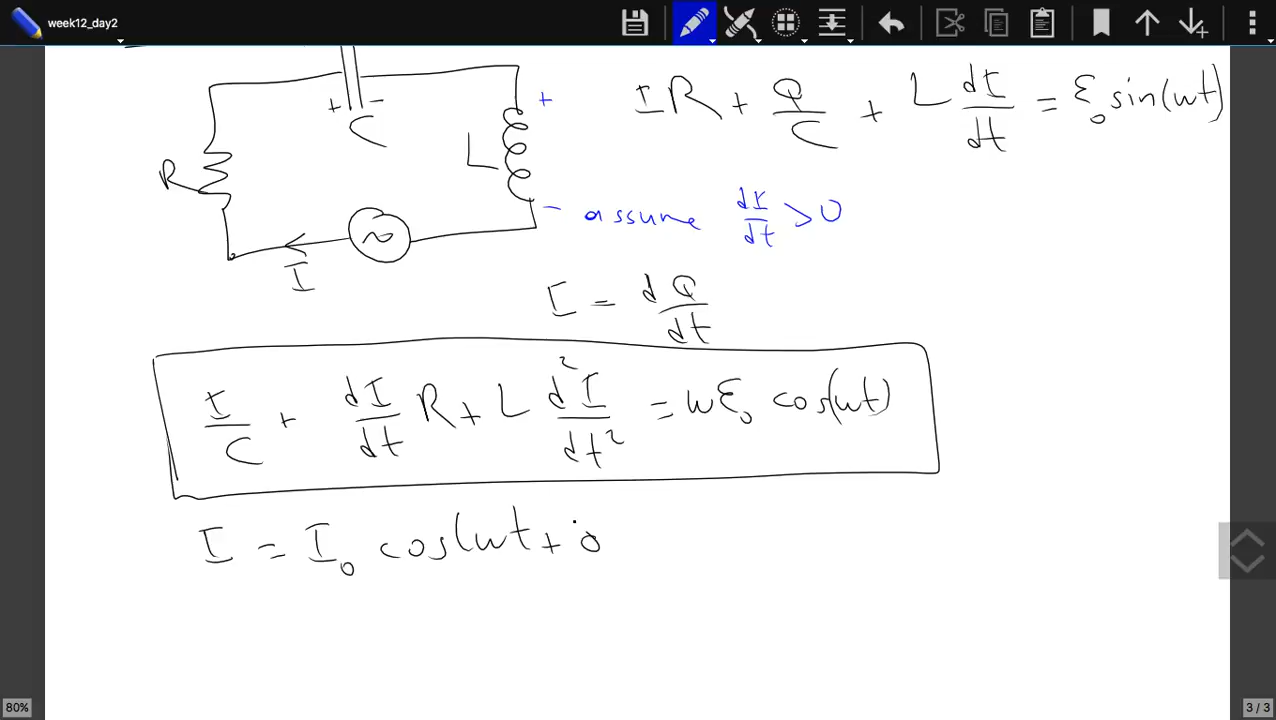 week12_day2
IR + Q/C + L dI/dt = ε₀ sin(ωt)
+ - C
R
L
+
- assume dI/dt > 0
I
I = dQ/dt
I/C + dI/dt R + L d²I/dt² = ωε₀ cos(ωt)
I = I₀ cos(ωt +
80%
3 / 3